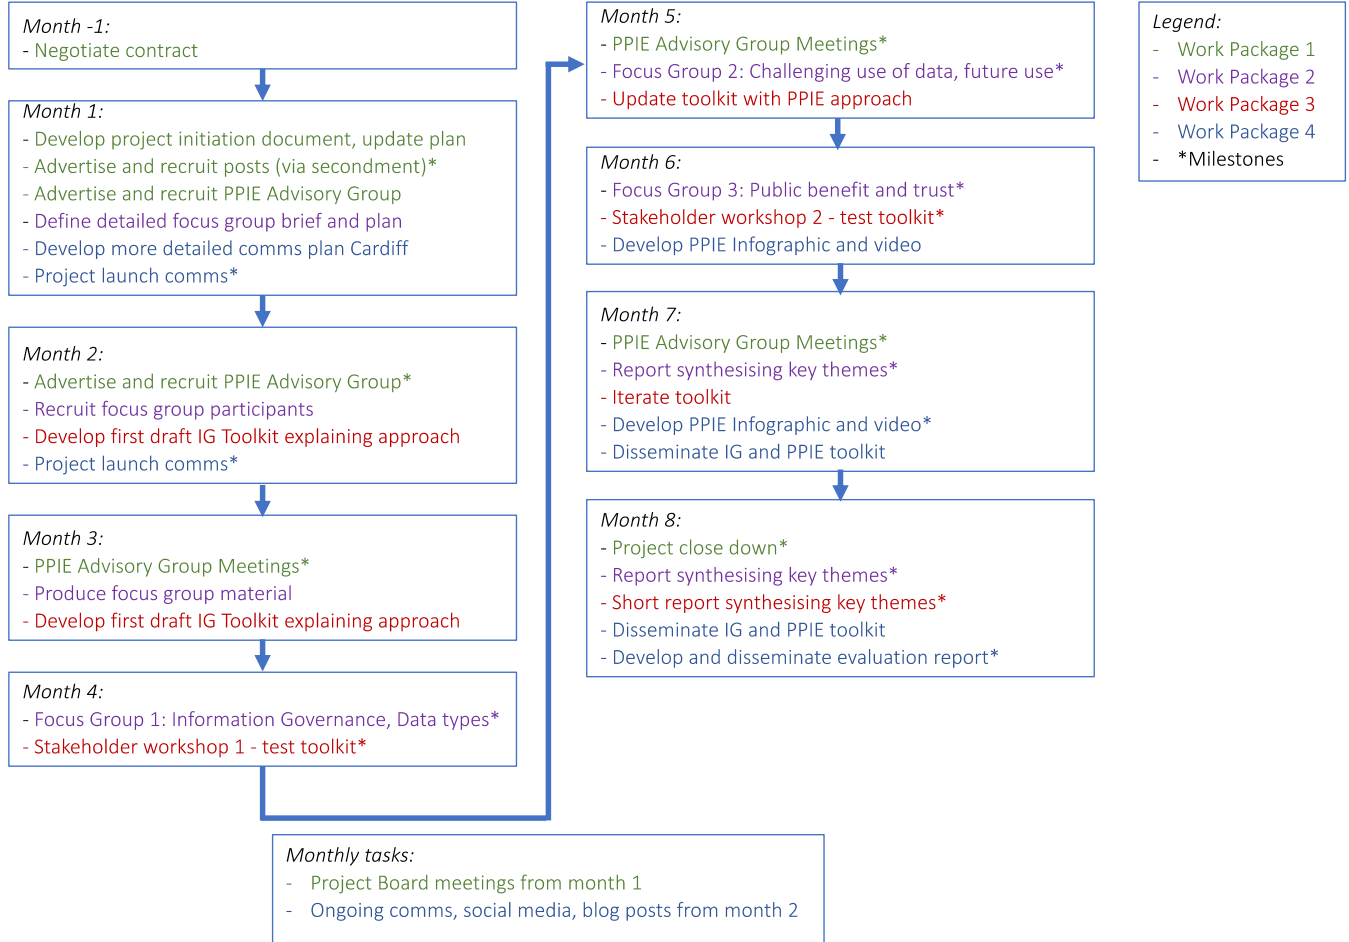 Month -1:
- Negotiate contract
Month 1:
- Develop project initiation document, update plan
- Advertise and recruit posts (via secondment)*
- Advertise and recruit PPIE Advisory Group
- Define detailed focus group brief and plan
- Develop more detailed comms plan Cardiff
- Project launch comms*
Month 2:
- Advertise and recruit PPIE Advisory Group*
- Recruit focus group participants
- Develop first draft IG Toolkit explaining approach
- Project launch comms*
Month 3:
- PPIE Advisory Group Meetings*
- Produce focus group material
- Develop first draft IG Toolkit explaining approach
Month 4:
- Focus Group 1: Information Governance, Data types*
- Stakeholder workshop 1 - test toolkit*
Month 5:
- PPIE Advisory Group Meetings*
- Focus Group 2: Challenging use of data, future use*
- Update toolkit with PPIE approach
Month 6:
- Focus Group 3: Public benefit and trust*
- Stakeholder workshop 2 - test toolkit*
- Develop PPIE Infographic and video
Month 7:
- PPIE Advisory Group Meetings*
- Report synthesising key themes*
- Iterate toolkit
- Develop PPIE Infographic and video*
- Disseminate IG and PPIE toolkit
Month 8:
- Project close down*
- Report synthesising key themes*
- Short report synthesising key themes*
- Disseminate IG and PPIE toolkit
- Develop and disseminate evaluation report*
Legend:
- Work Package 1
- Work Package 2
- Work Package 3
- Work Package 4
- *Milestones
Monthly tasks:
- Project Board meetings from month 1
- Ongoing comms, social media, blog posts from month 2